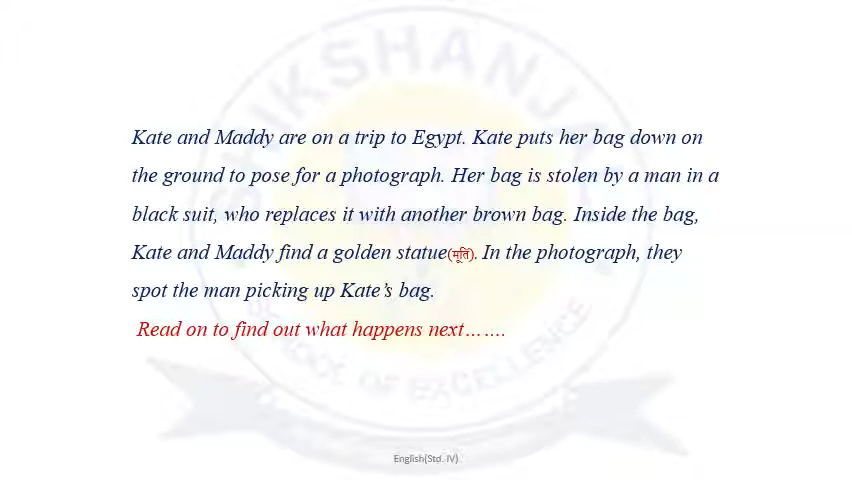 Kate and Maddy are on a trip to Egypt. Kate puts her bag down on
the ground to pose for a photograph. Her bag is stolen by a man in a
black suit, who replaces it with another brown bag. Inside the bag,
Kate and Maddy find a golden statue(मूर्ति). In the photograph, they
spot the man picking up Kate’s bag.
Read on to find out what happens next…….
SCHOOL OF EXCELLENCE
English(Std. IV)